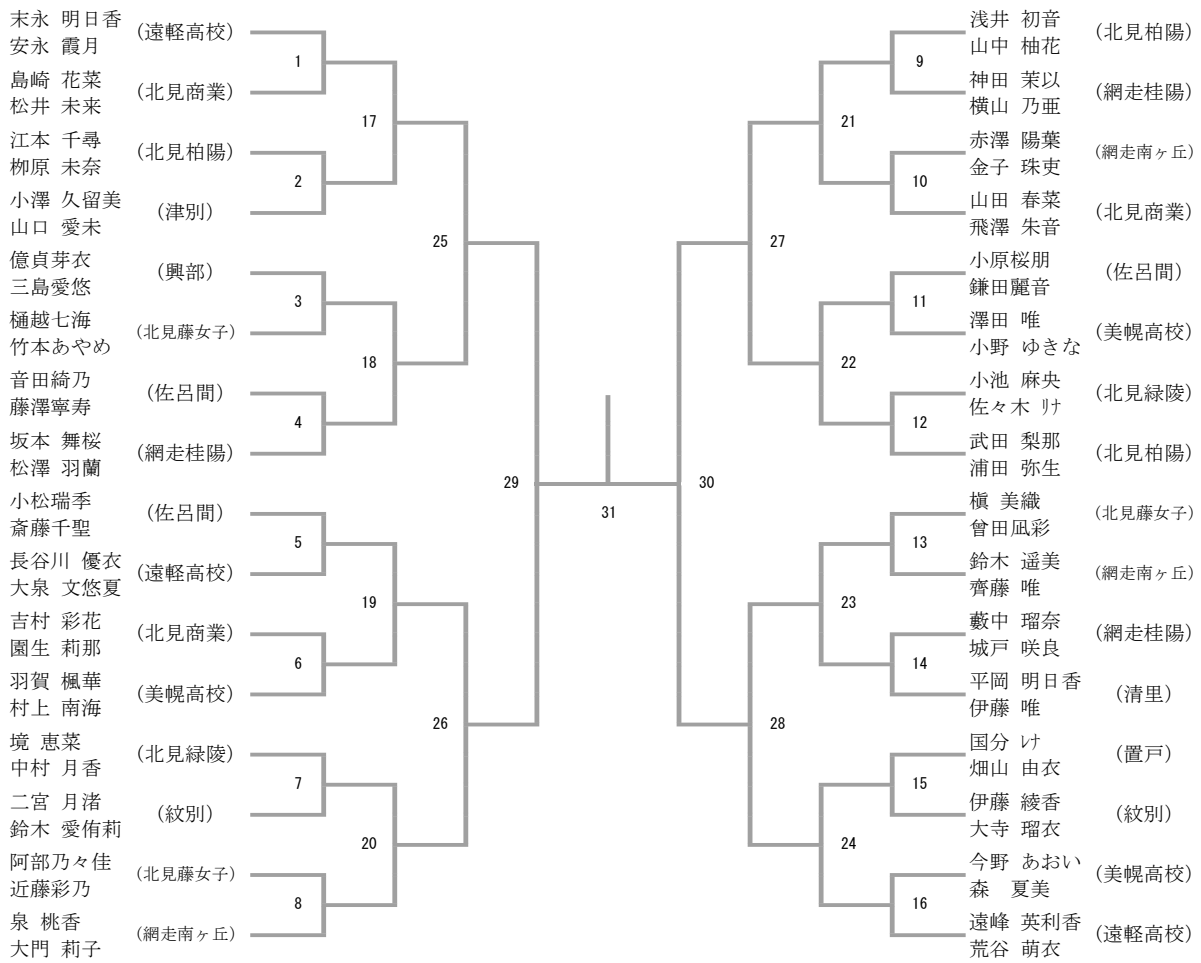 末永 明日香
安永 霞月
(遠軽高校)
1
島崎 花菜
松井 未来
(北見商業)
17
江本 千尋
栁原 未奈
(北見柏陽)
2
小澤 久留美
山口 愛未
(津別)
25
億貞芽衣
三島愛悠
(興部)
3
樋越七海
竹本あやめ
(北見藤女子)
18
音田綺乃
藤澤寧寿
(佐呂間)
4
坂本 舞桜
松澤 羽蘭
(網走桂陽)
29
小松瑞季
斎藤千聖
(佐呂間)
5
長谷川 優衣
大泉 文悠夏
(遠軽高校)
19
吉村 彩花
園生 莉那
(北見商業)
6
羽賀 楓華
村上 南海
(美幌高校)
26
境 恵菜
中村 月香
(北見緑陵)
7
二宮 月渚
鈴木 愛侑莉
(紋別)
20
阿部乃々佳
近藤彩乃
(北見藤女子)
8
泉 桃香
大門 莉子
(網走南ヶ丘)
31
浅井 初音
山中 柚花
(北見柏陽)
9
神田 茉以
横山 乃亜
(網走桂陽)
21
赤澤 陽葉
金子 珠吏
(網走南ヶ丘)
10
山田 春菜
飛澤 朱音
(北見商業)
27
小原桜朋
鎌田麗音
(佐呂間)
11
澤田 唯
小野 ゆきな
(美幌高校)
22
小池 麻央
佐々木 リナ
(北見緑陵)
12
武田 梨那
浦田 弥生
(北見柏陽)
30
槇 美織
曾田凪彩
(北見藤女子)
13
鈴木 遥美
齊藤 唯
(網走南ヶ丘)
23
藪中 瑠奈
城戸 咲良
(網走桂陽)
14
平岡 明日香
伊藤 唯
(清里)
28
国分 レナ
畑山 由衣
(置戸)
15
伊藤 綾香
大寺 瑠衣
(紋別)
24
今野 あおい
森 夏美
(美幌高校)
16
遠峰 英利香
荒谷 萌衣
(遠軽高校)